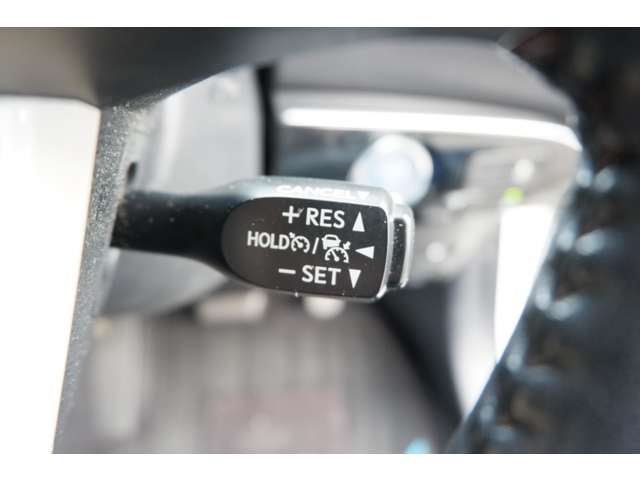 CANCEL▼
+RES▲
HOLD / ◀
−SET▼